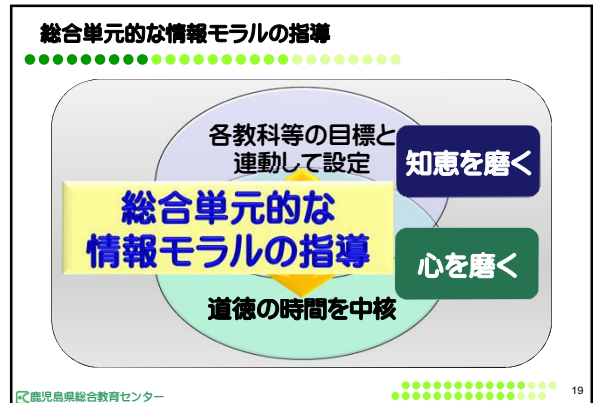 総合単元的な情報モラルの指導
各教科等の目標と
連動して設定
知恵を磨く
総合単元的な
情報モラルの指導
心を磨く
道徳の時間を中核
鹿児島県総合教育センター
19